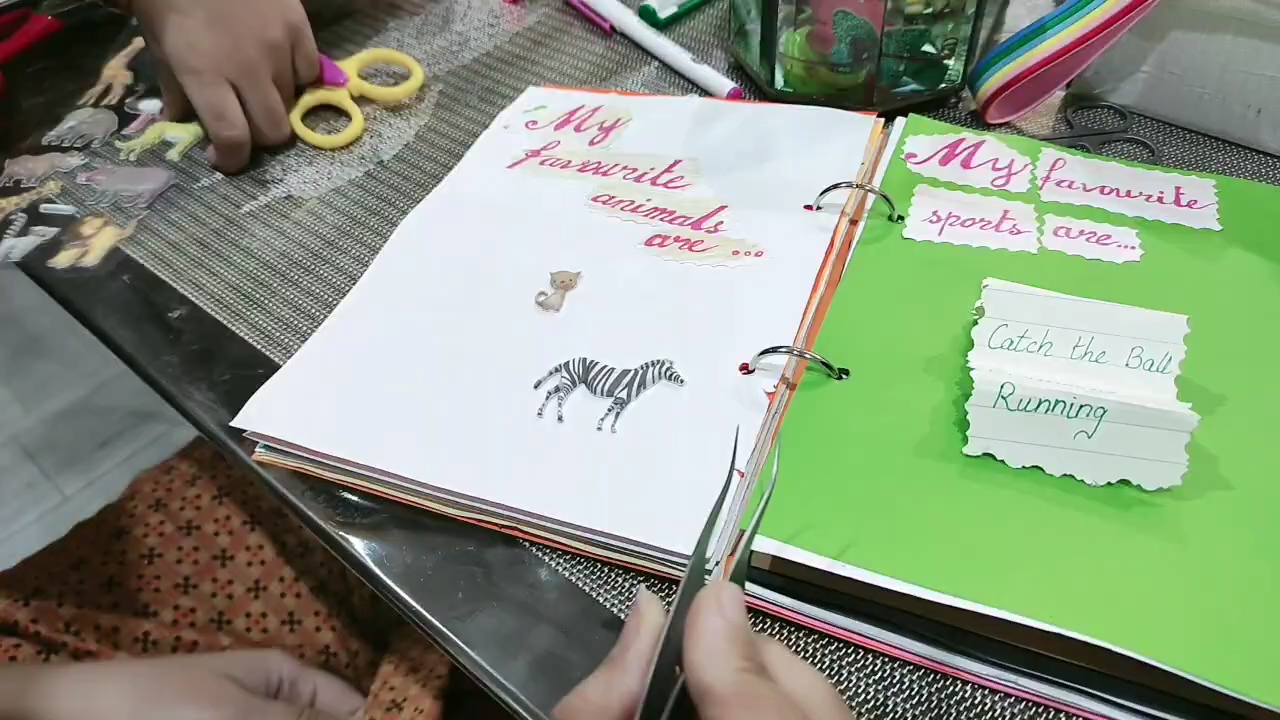 My
favourite
animals
are ...
My favourite
sports are...
Catch the Ball
Running